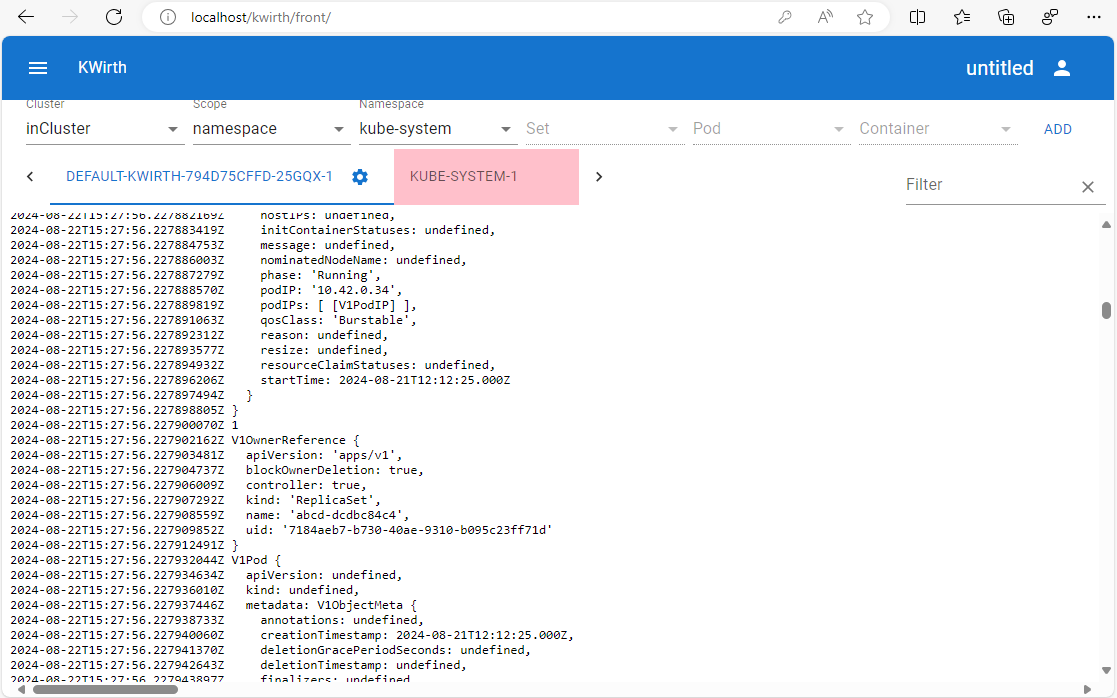 localhost/kwirth/front/
KWirth
untitled
Cluster
Scope
Namespace
inCluster
namespace
kube-system
Set
Pod
Container
ADD
DEFAULT-KWIRTH-794D75CFFD-25GQX-1
KUBE-SYSTEM-1
Filter
2024-08-22T15:27:56.227882169Z     hostIPs: undefined,
2024-08-22T15:27:56.227883419Z     initContainerStatuses: undefined,
2024-08-22T15:27:56.227884753Z     message: undefined,
2024-08-22T15:27:56.227886003Z     nominatedNodeName: undefined,
2024-08-22T15:27:56.227887279Z     phase: 'Running',
2024-08-22T15:27:56.227888570Z     podIP: '10.42.0.34',
2024-08-22T15:27:56.227889819Z     podIPs: [ [V1PodIP] ],
2024-08-22T15:27:56.227891063Z     qosClass: 'Burstable',
2024-08-22T15:27:56.227892312Z     reason: undefined,
2024-08-22T15:27:56.227893577Z     resize: undefined,
2024-08-22T15:27:56.227894932Z     resourceClaimStatuses: undefined,
2024-08-22T15:27:56.227896206Z     startTime: 2024-08-21T12:12:25.000Z
2024-08-22T15:27:56.227897494Z   }
2024-08-22T15:27:56.227898805Z }
2024-08-22T15:27:56.227900070Z 1
2024-08-22T15:27:56.227902162Z V1OwnerReference {
2024-08-22T15:27:56.227903481Z   apiVersion: 'apps/v1',
2024-08-22T15:27:56.227904737Z   blockOwnerDeletion: true,
2024-08-22T15:27:56.227906009Z   controller: true,
2024-08-22T15:27:56.227907292Z   kind: 'ReplicaSet',
2024-08-22T15:27:56.227908559Z   name: 'abcd-dcdbc84c4',
2024-08-22T15:27:56.227909852Z   uid: '7184aeb7-b730-40ae-9310-b095c23ff71d'
2024-08-22T15:27:56.227912491Z }
2024-08-22T15:27:56.227932044Z V1Pod {
2024-08-22T15:27:56.227934634Z   apiVersion: undefined,
2024-08-22T15:27:56.227936010Z   kind: undefined,
2024-08-22T15:27:56.227937446Z   metadata: V1ObjectMeta {
2024-08-22T15:27:56.227938733Z     annotations: undefined,
2024-08-22T15:27:56.227940060Z     creationTimestamp: 2024-08-21T12:12:25.000Z,
2024-08-22T15:27:56.227941370Z     deletionGracePeriodSeconds: undefined,
2024-08-22T15:27:56.227942643Z     deletionTimestamp: undefined,
2024-08-22T15:27:56.227943897Z     finalizers: undefined